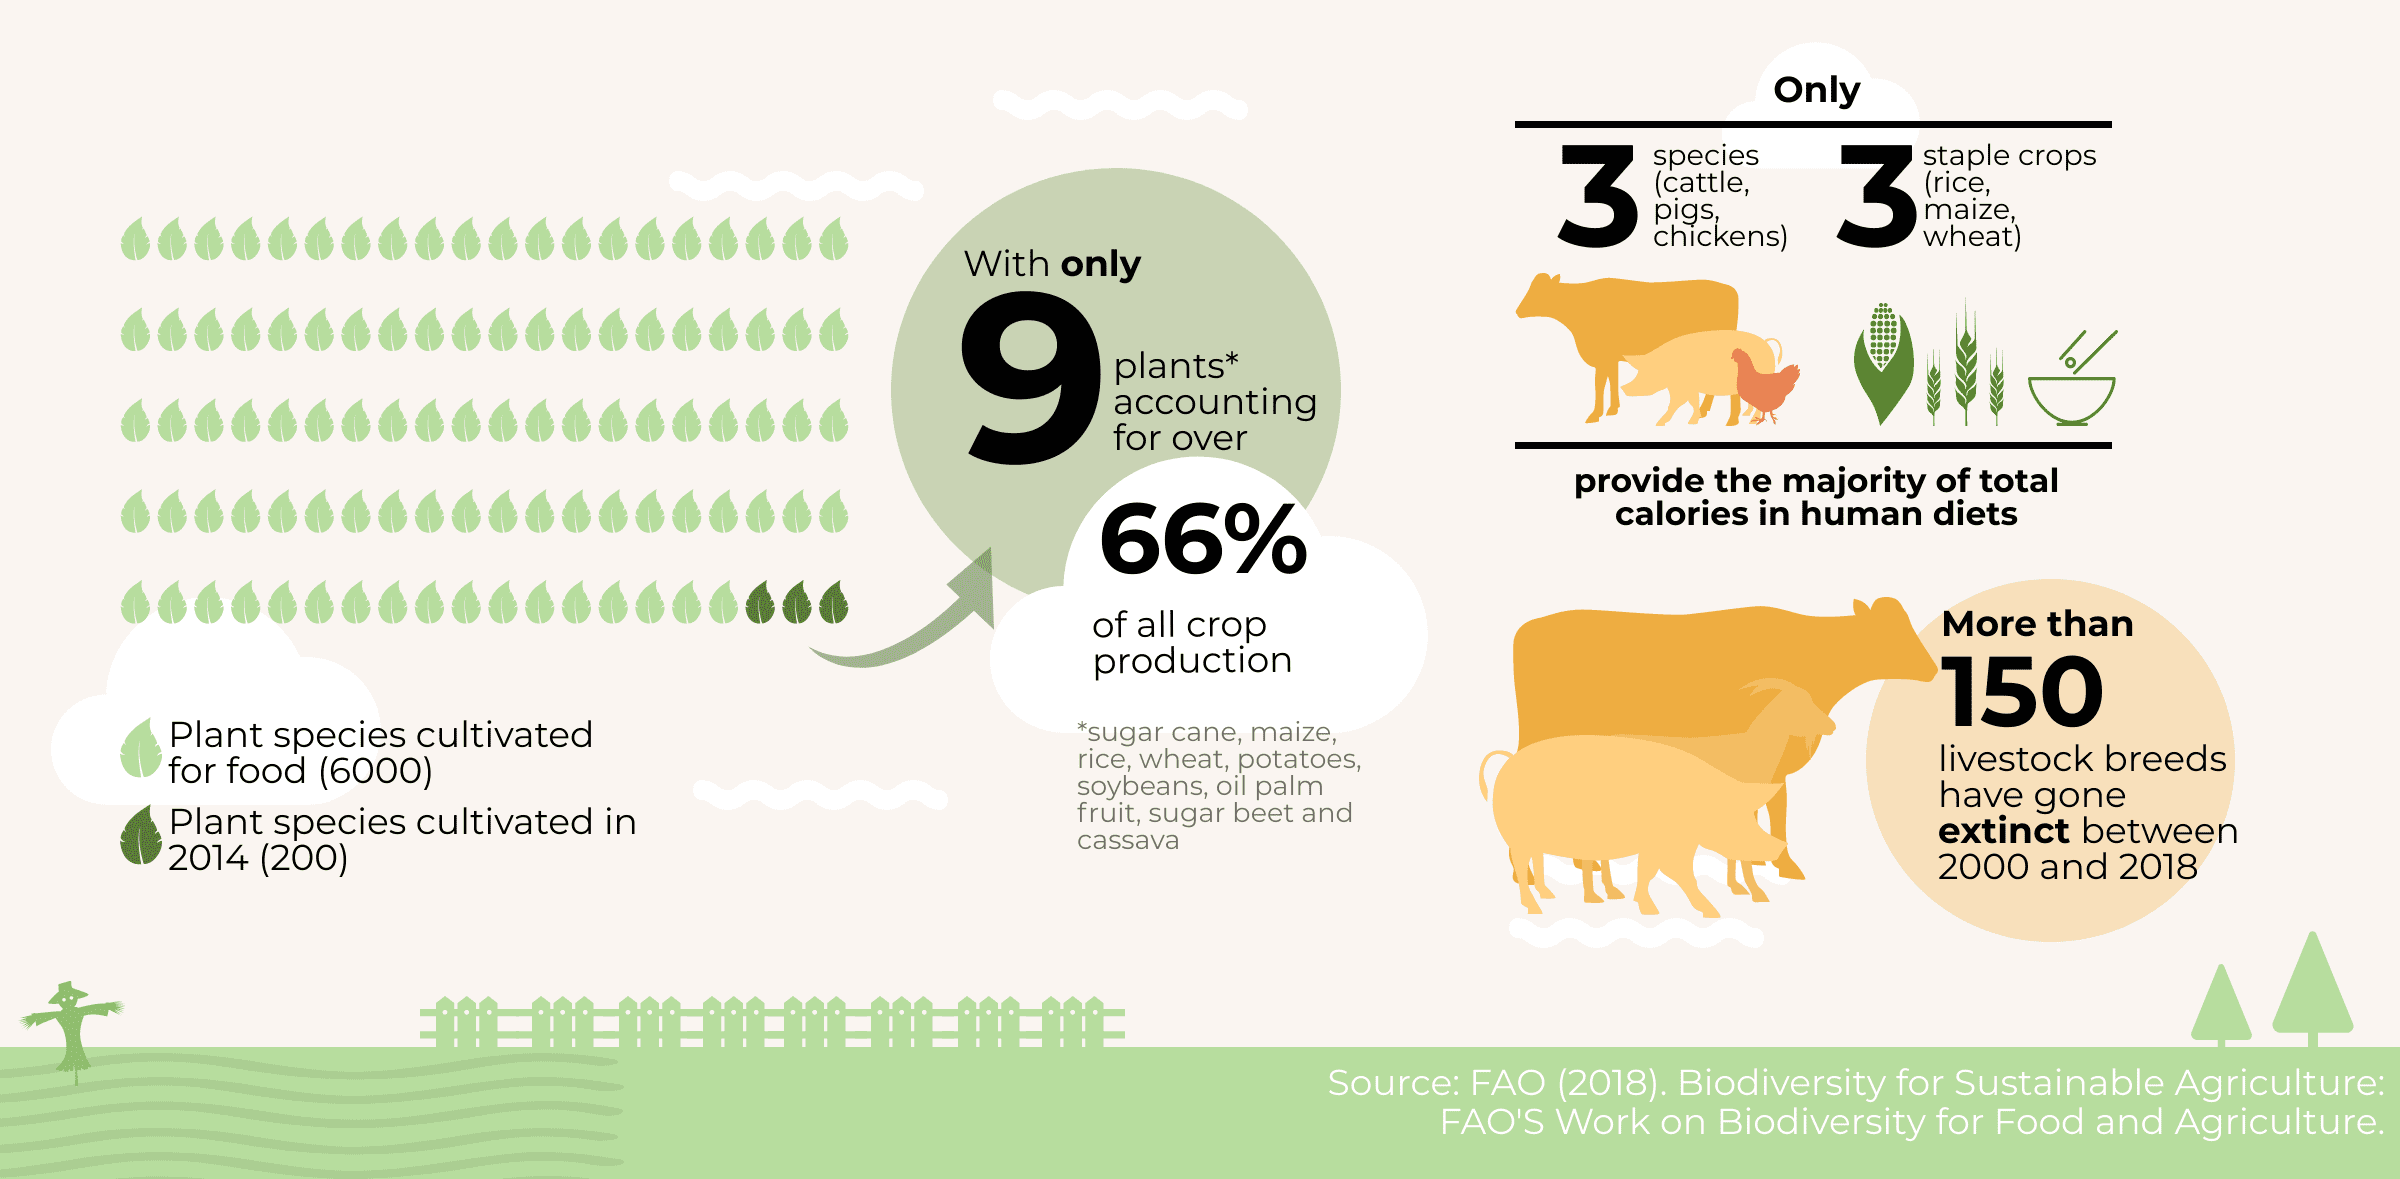 Plant species cultivated
for food (6000)
Plant species cultivated in
2014 (200)
With only
9
plants*
accounting
for over
66%
of all crop
production
*sugar cane, maize,
rice, wheat, potatoes,
soybeans, oil palm
fruit, sugar beet and
cassava
Only
3
species
(cattle,
pigs,
chickens)
3
staple crops
(rice,
maize,
wheat)
provide the majority of total
calories in human diets
More than
150
livestock breeds
have gone
extinct between
2000 and 2018
Source: FAO (2018). Biodiversity for Sustainable Agriculture:
FAO'S Work on Biodiversity for Food and Agriculture.